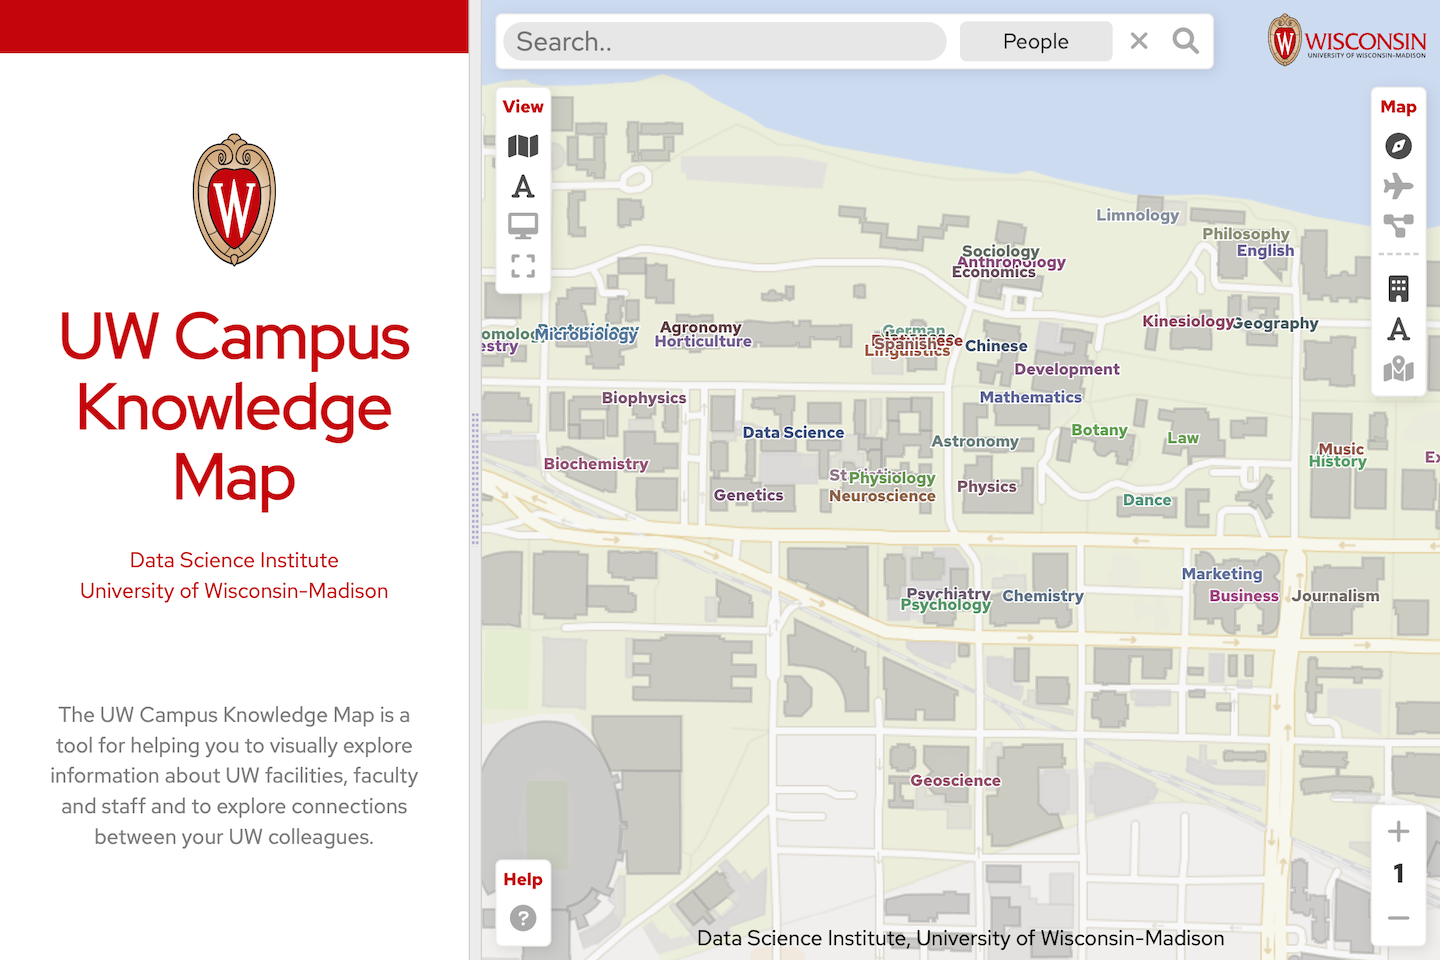 W
UW Campus
Knowledge
Map
Data Science Institute
University of Wisconsin-Madison
The UW Campus Knowledge Map is a
tool for helping you to visually explore
information about UW facilities, faculty
and staff and to explore connections
between your UW colleagues.
Search..
People
W WISCONSIN
UNIVERSITY OF WISCONSIN-MADISON
View
A
Map
A
Limnology
Philosophy
English
Sociology
Anthropology
Economics
Kinesiology
Geography
Microbiology
estry
Agronomy
Horticulture
German
Spanish
Linguistics
Chinese
Development
Mathematics
Biophysics
Data Science
Astronomy
Botany
Law
Music
History
Ex
Biochemistry
Physiology
Neuroscience
Genetics
Physics
Dance
Marketing
Business
Journalism
Psychiatry
Psychology
Chemistry
Geoscience
1
Help
?
Data Science Institute, University of Wisconsin-Madison